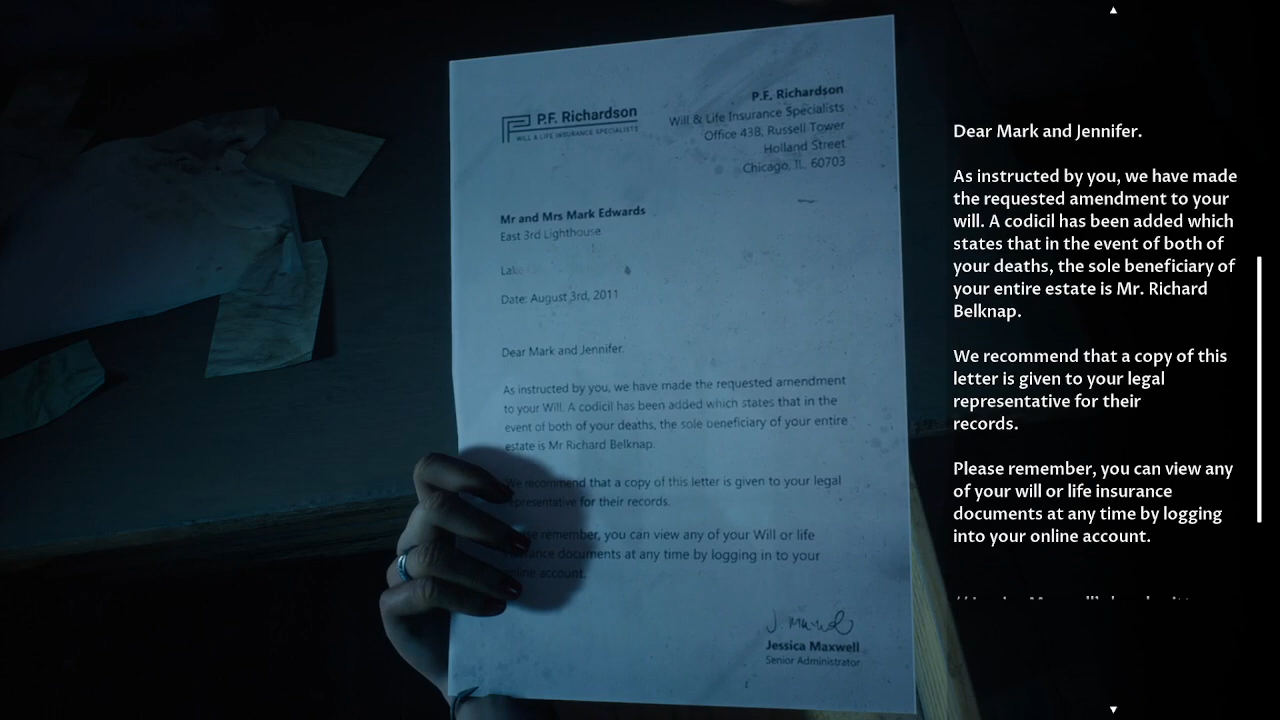 P.F. Richardson
WILL & LIFE INSURANCE SPECIALISTS
P.F. Richardson
Will & Life Insurance Specialists
Office 43B, Russell Tower
Holland Street
Chicago, IL, 60703
Mr and Mrs Mark Edwards
East 3rd Lighthouse
Date: August 3rd, 2011
Dear Mark and Jennifer.
As instructed by you, we have made the requested amendment
to your Will. A codicil has been added which states that in the
event of both of your deaths, the sole beneficiary of your entire
estate is Mr Richard Belknap.
We recommend that a copy of this letter is given to your legal
representative for their records.
remember, you can view any of your Will or life
documents at any time by logging in to your
online account.
Jessica Maxwell
Senior Administrator
Dear Mark and Jennifer.
As instructed by you, we have made
the requested amendment to your
will. A codicil has been added which
states that in the event of both of
your deaths, the sole beneficiary of
your entire estate is Mr. Richard
Belknap.
We recommend that a copy of this
letter is given to your legal
representative for their
records.
Please remember, you can view any
of your will or life insurance
documents at any time by logging
into your online account.